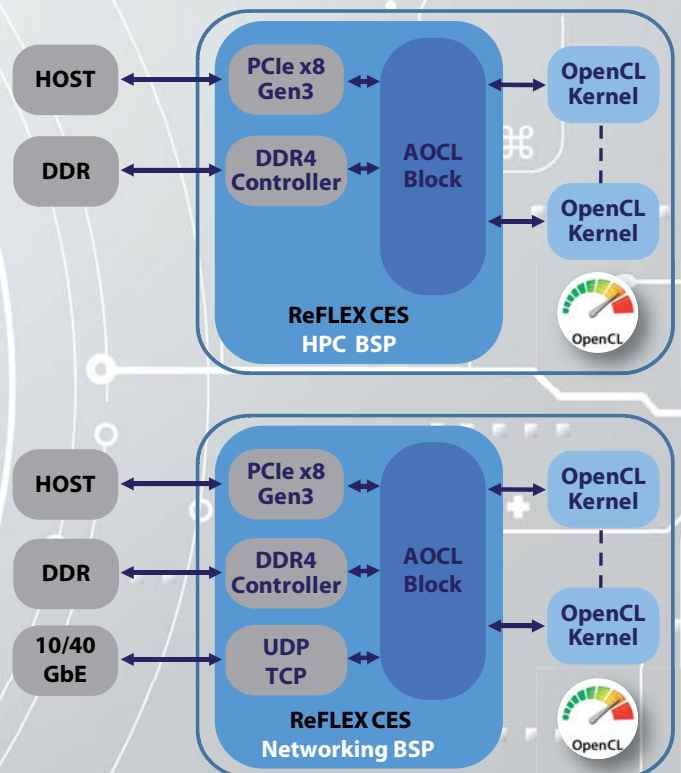 HOST
PCIe x8
Gen3
DDR
DDR4
Controller
AOCL
Block
OpenCL
Kernel
OpenCL
Kernel
ReFLEX CES
HPC BSP
OpenCL
HOST
PCIe x8
Gen3
DDR
DDR4
Controller
10/40
GbE
UDP
TCP
AOCL
Block
OpenCL
Kernel
OpenCL
Kernel
ReFLEX CES
Networking BSP
OpenCL